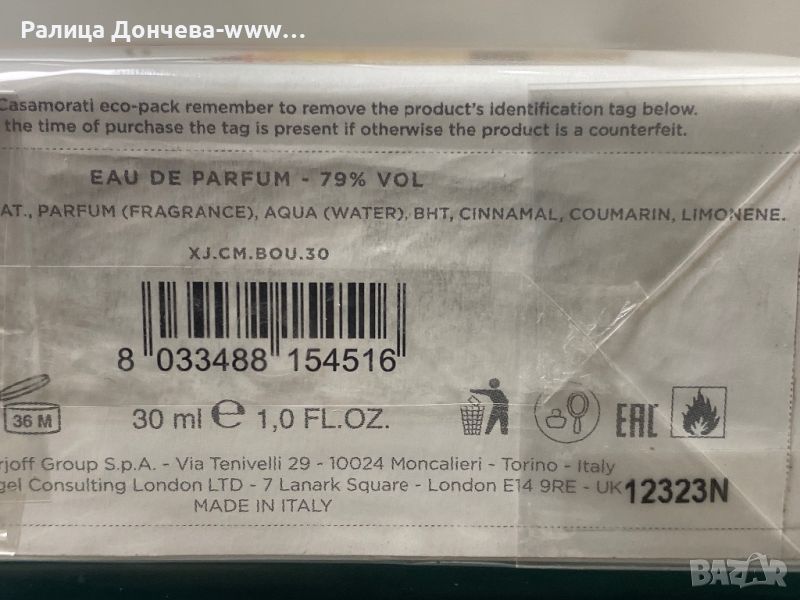 Ралица Дончева-www...
Casamorati eco-pack remember to remove the product's identification tag below.
the time of purchase the tag is present if otherwise the product is a counterfeit.
EAU DE PARFUM - 79% VOL
AT., PARFUM (FRAGRANCE), AQUA (WATER), BHT, CINNAMAL, COUMARIN, LIMONENE.
XJ.CM.BOU.30
8 033488 154516
36 M
30 ml e 1,0 FL.OZ.
EAC
rjoff Group S.p.A. - Via Tenivelli 29 - 10024 Moncalieri - Torino - Italy
gel Consulting London LTD - 7 Lanark Square - London E14 9RE - UK 12323N
MADE IN ITALY
BAZAR